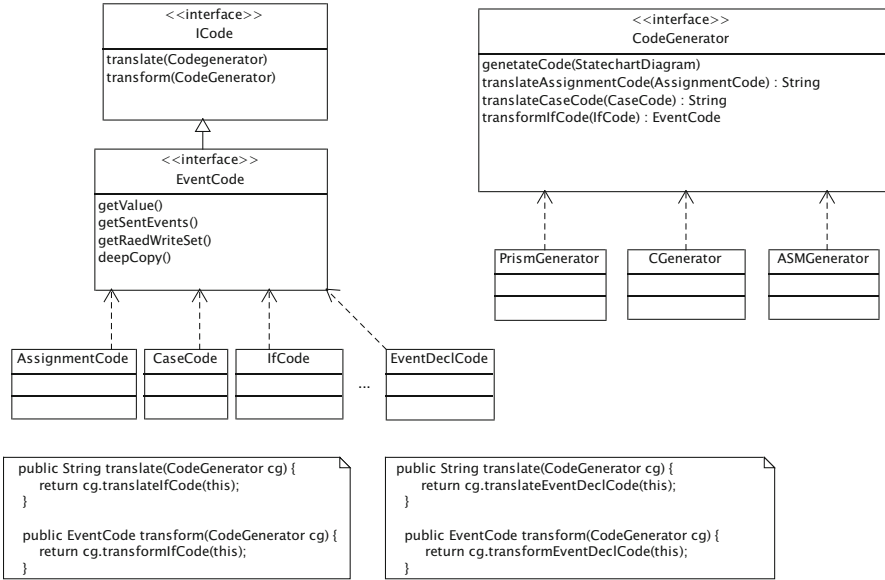 <<interface>>
ICode
translate(Codegenerator)
transform(CodeGenerator)
<<interface>>
EventCode
getValue()
getSentEvents()
getRaedWriteSet()
deepCopy()
AssignmentCode
CaseCode
IfCode
...
EventDeclCode
<<interface>>
CodeGenerator
genetateCode(StatechartDiagram)
translateAssignmentCode(AssignmentCode) : String
translateCaseCode(CaseCode) : String
transformIfCode(IfCode) : EventCode
PrismGenerator
CGenerator
ASMGenerator
public String translate(CodeGenerator cg) {
return cg.translateIfCode(this);
}
public EventCode transform(CodeGenerator cg) {
return cg.transformIfCode(this);
}
public String translate(CodeGenerator cg) {
return cg.translateEventDeclCode(this);
}
public EventCode transform(CodeGenerator cg) {
return cg.transformEventDeclCode(this);
}